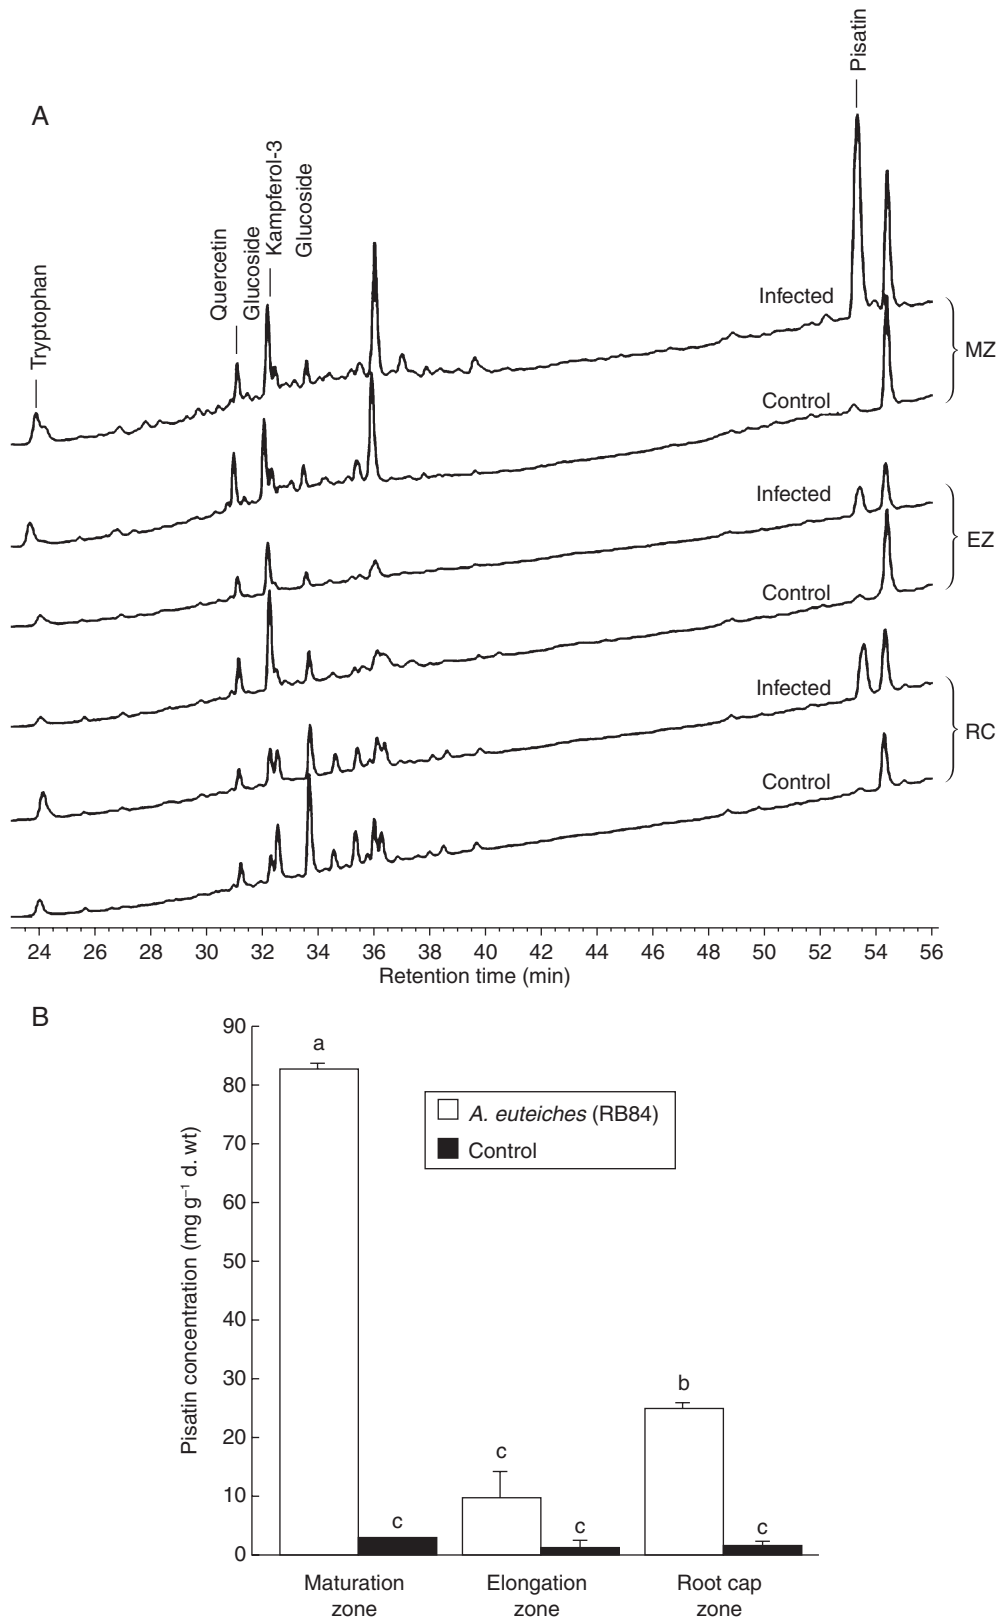 A
Pisatin
Tryptophan
Quercetin
Glucoside
Kampferol-3
Glucoside
Infected
Control
MZ
Infected
Control
EZ
Infected
Control
RC
24 26 28 30 32 34 36 38 40 42 44 46 48 50 52 54 56
Retention time (min)
B
Pisatin concentration (mg g⁻¹ d. wt)
90
80
70
60
50
40
30
20
10
0
a
c
c
c
b
c
A. euteiches (RB84)
Control
Maturation
zone
Elongation
zone
Root cap
zone